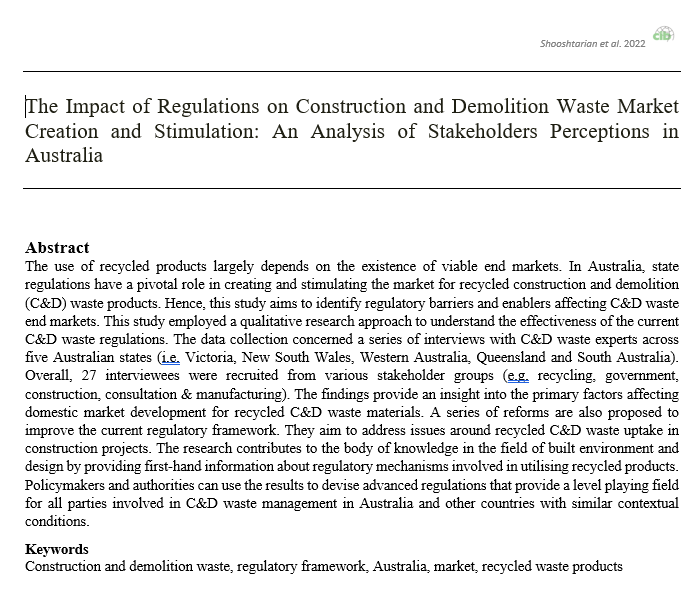 Shooshtarian et al. 2022
cib
The Impact of Regulations on Construction and Demolition Waste Market
Creation and Stimulation: An Analysis of Stakeholders Perceptions in
Australia
Abstract
The use of recycled products largely depends on the existence of viable end markets. In Australia, state
regulations have a pivotal role in creating and stimulating the market for recycled construction and demolition
(C&D) waste products. Hence, this study aims to identify regulatory barriers and enablers affecting C&D waste
end markets. This study employed a qualitative research approach to understand the effectiveness of the current
C&D waste regulations. The data collection concerned a series of interviews with C&D waste experts across
five Australian states (i.e. Victoria, New South Wales, Western Australia, Queensland and South Australia).
Overall, 27 interviewees were recruited from various stakeholder groups (e.g. recycling, government,
construction, consultation & manufacturing). The findings provide an insight into the primary factors affecting
domestic market development for recycled C&D waste materials. A series of reforms are also proposed to
improve the current regulatory framework. They aim to address issues around recycled C&D waste uptake in
construction projects. The research contributes to the body of knowledge in the field of built environment and
design by providing first-hand information about regulatory mechanisms involved in utilising recycled products.
Policymakers and authorities can use the results to devise advanced regulations that provide a level playing field
for all parties involved in C&D waste management in Australia and other countries with similar contextual
conditions.
Keywords
Construction and demolition waste, regulatory framework, Australia, market, recycled waste products